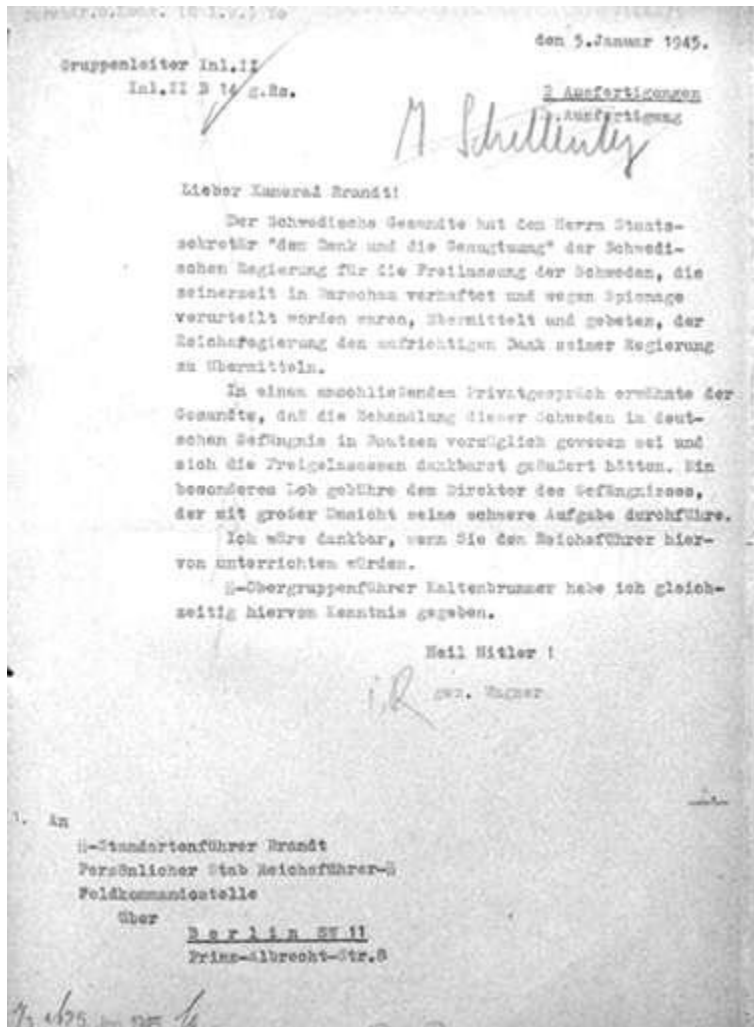 den 5.Januar 1945.
Gruppenleiter Inl.II
Inl.II B 14 g.Rs.
2 Ausfertigungen
Ausfertigung
Schellenberg
Lieber Kamerad Brandt!
Der Schwedische Gesandte hat dem Herrn Staats-
sekretär "den Dank und die Genugtuung" der Schwedi-
schen Regierung für die Freilassung der Schweden, die
seinerzeit in Warschau verhaftet und wegen Spionage
verurteilt worden waren, übermittelt und gebeten, der
Reichsregierung den aufrichtigen Dank seiner Regierung
zu übermitteln.
In einem anschließenden Privatgespräch erwähnte der
Gesandte, daß die Behandlung dieser Schweden im deut-
schen Gefängnis in Bautzen vorzüglich gewesen sei und
sich die Freigelassenen dankbarst geäußert hätten. Ein
besonderes Lob gebühre dem Direktor des Gefängnisses,
der mit großer Umsicht seine schwere Aufgabe durchführe.
Ich wäre dankbar, wenn Sie den Reichsführer hier-
von unterrichten würden.
SS-Obergruppenführer Kaltenbrunner habe ich gleich-
zeitig hiervon Kenntnis gegeben.
Heil Hitler !
gez. Wagner
1. An
SS-Standartenführer Brandt
Persönlicher Stab Reichsführer-SS
Feldkommandostelle
über
Berlin SW 11
Prinz-Albrecht-Str.8